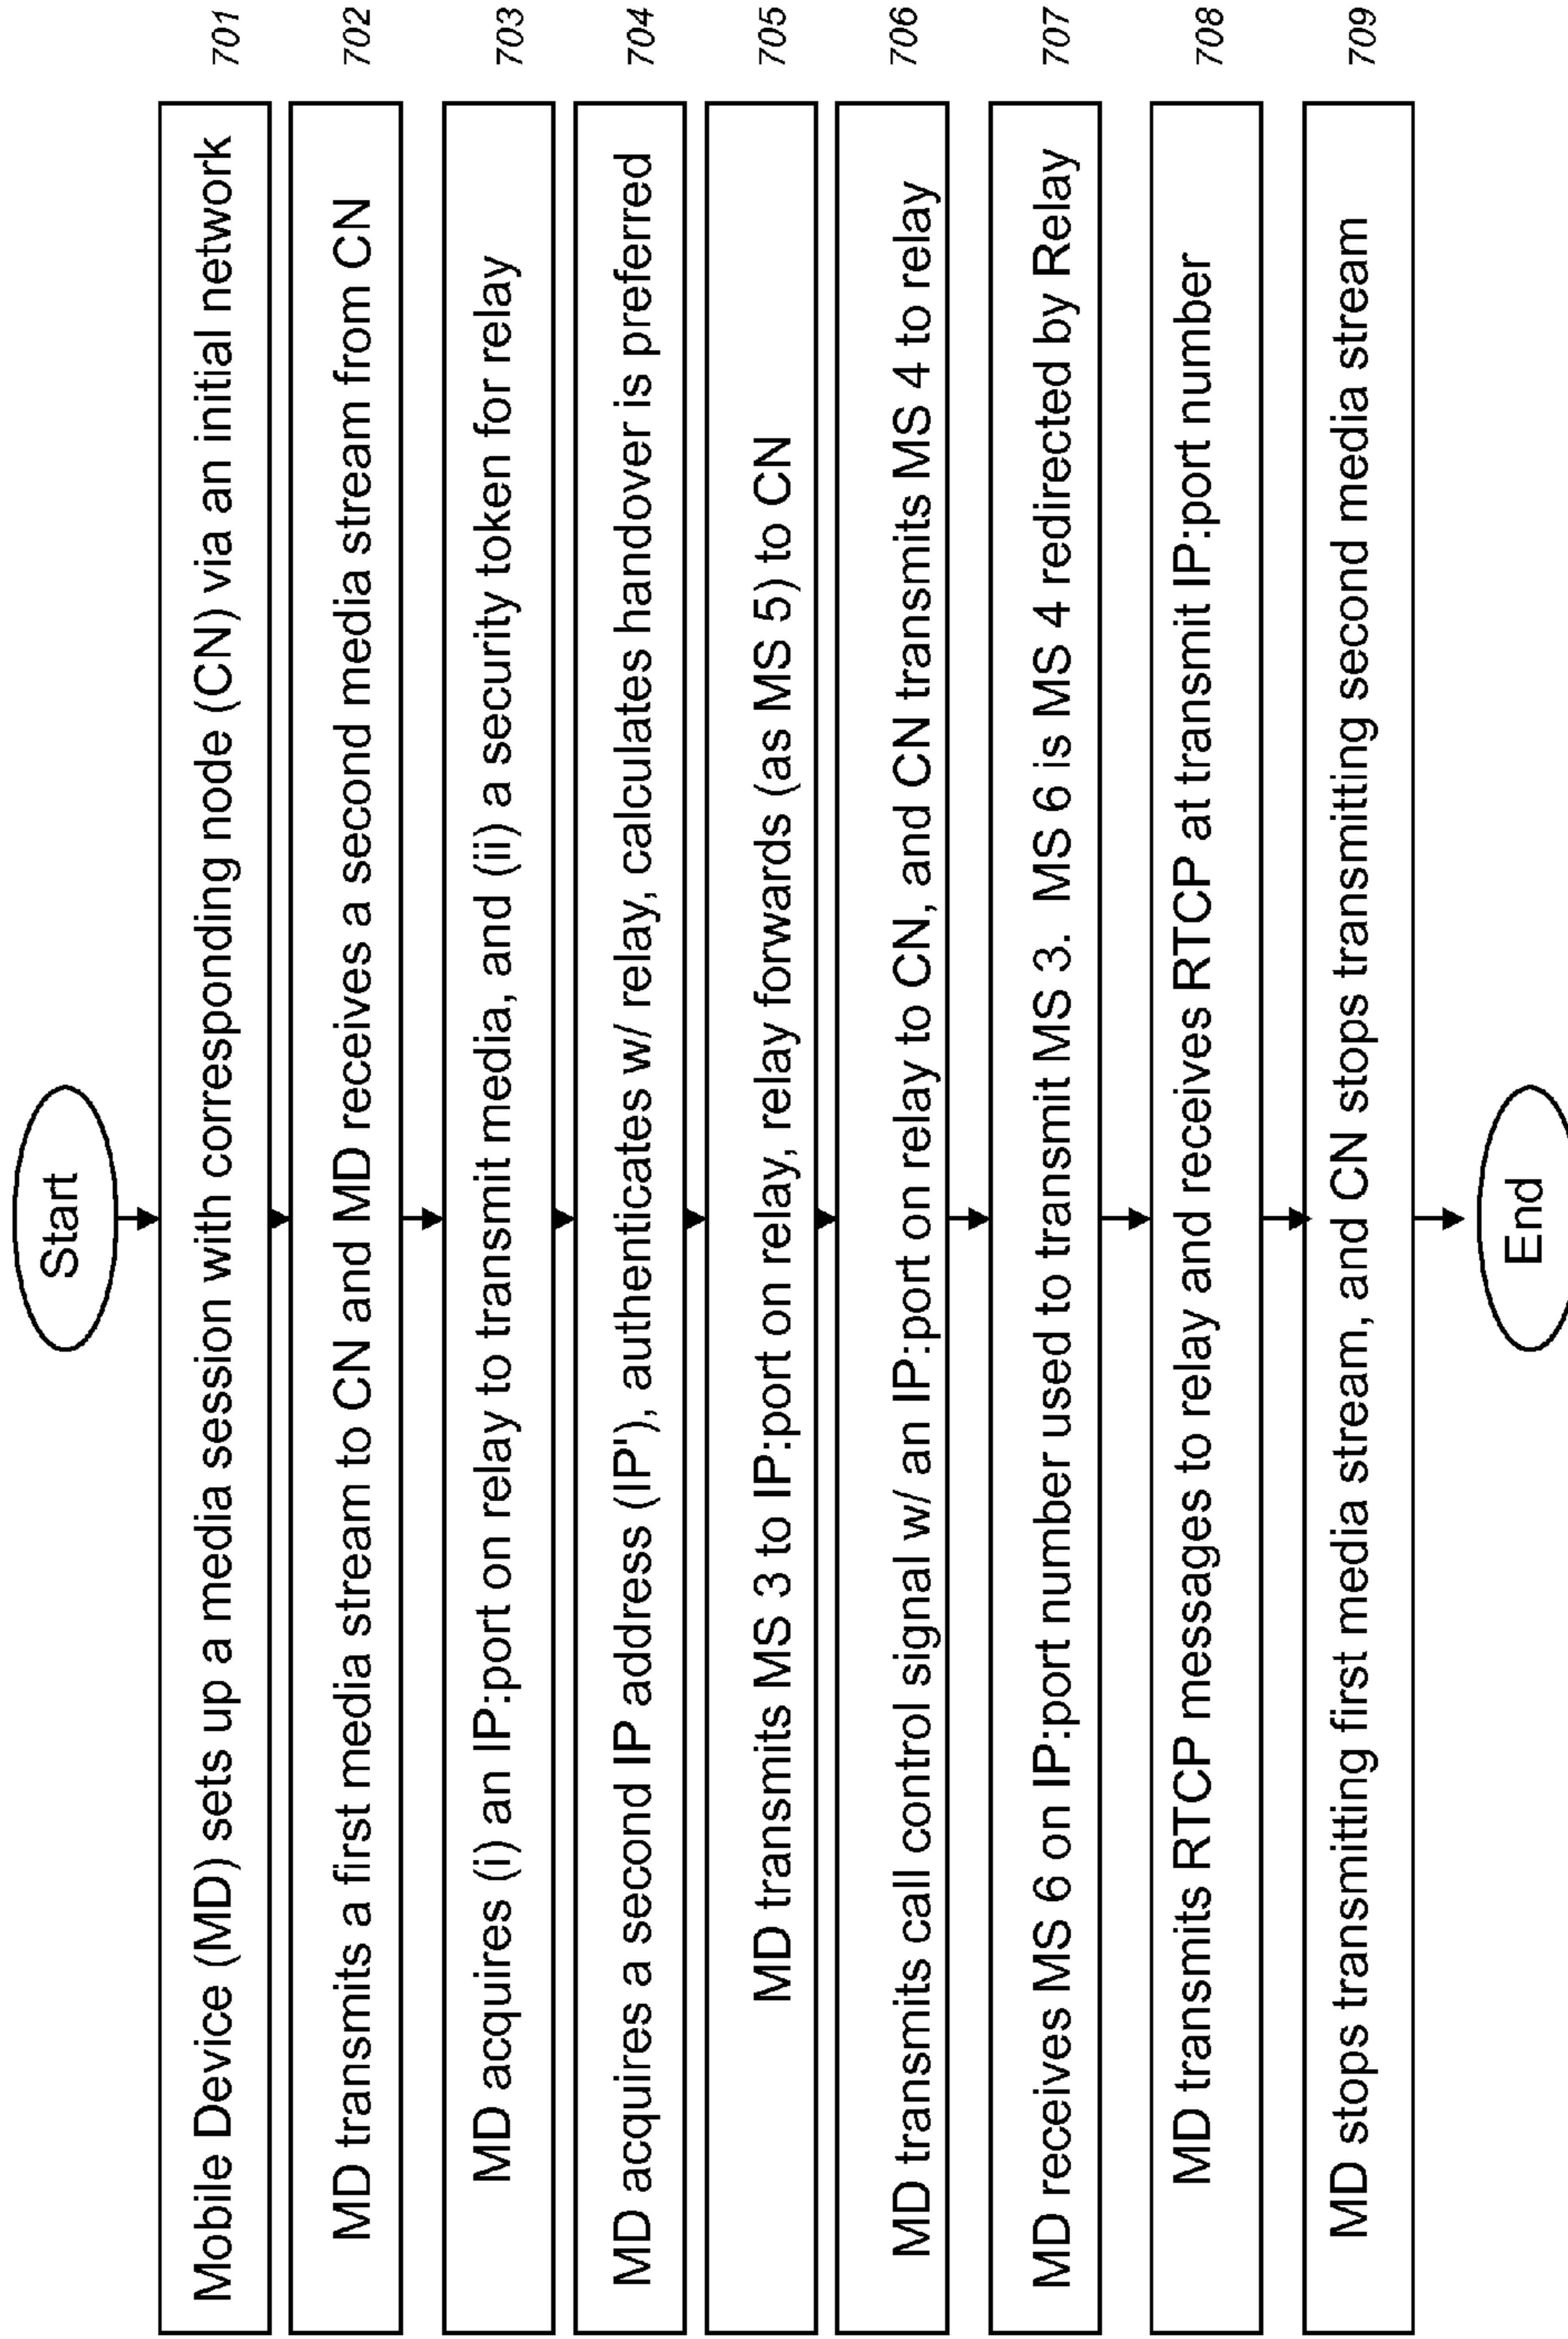 Start
Mobile Device (MD) sets up a media session with corresponding node (CN) via an initial network 701
MD transmits a first media stream to CN and MD receives a second media stream from CN 702
MD acquires (i) an IP:port on relay to transmit media, and (ii) a security token for relay 703
MD acquires a second IP address (IP'), authenticates w/ relay, calculates handover is preferred 704
MD transmits MS 3 to IP:port on relay, relay forwards (as MS 5) to CN 705
MD transmits call control signal w/ an IP:port on relay to CN, and CN transmits MS 4 to relay 706
MD receives MS 6 on IP:port number used to transmit MS 3. MS 6 is MS 4 redirected by Relay 707
MD transmits RTCP messages to relay and receives RTCP at transmit IP:port number 708
MD stops transmitting first media stream, and CN stops transmitting second media stream 709
End